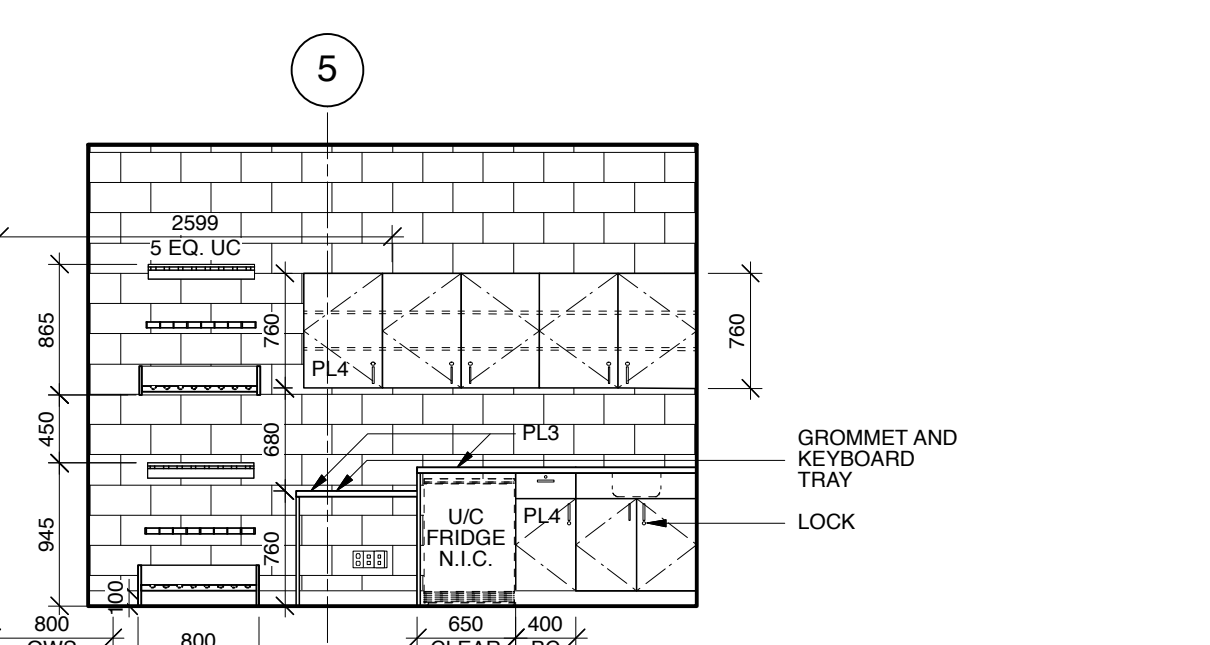 5
2599
5 EQ. UC
865
760
760
PL4
450
680
PL3
GROMMET AND
KEYBOARD
TRAY
945
760
U/C
FRIDGE
N.I.C.
PL4
LOCK
100
800
800
650
400
CLEAR